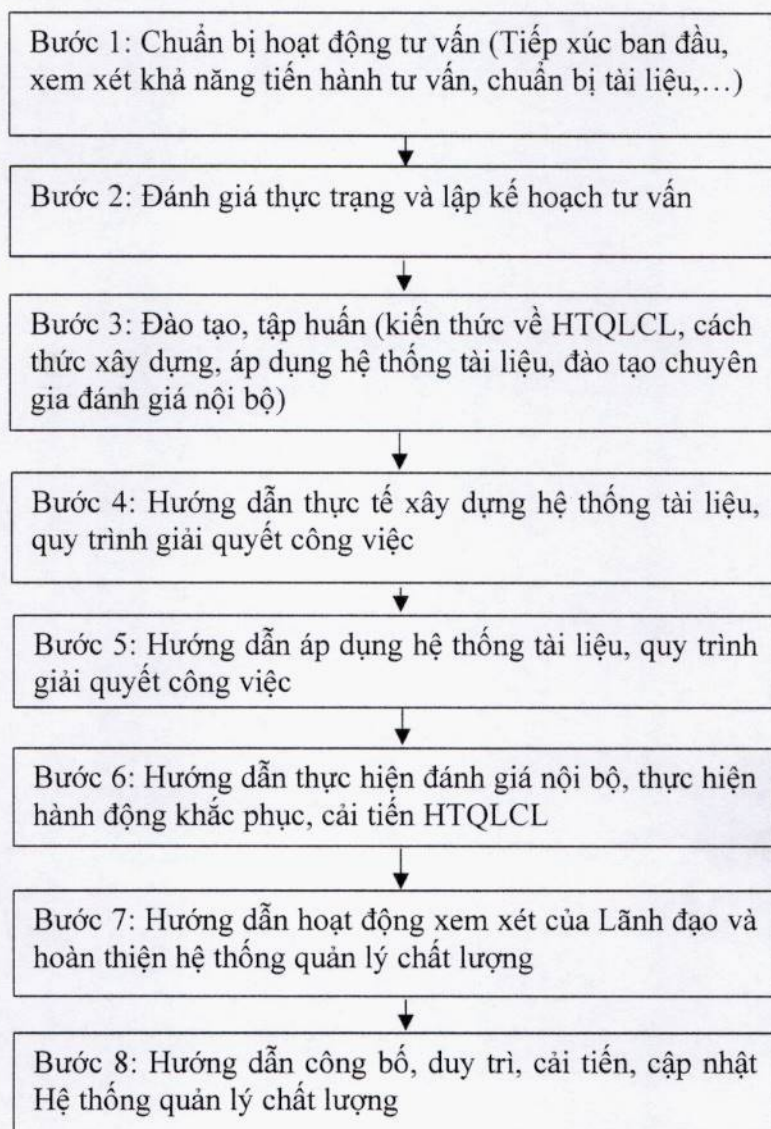 Bước 1: Chuẩn bị hoạt động tư vấn (Tiếp xúc ban đầu,
xem xét khả năng tiến hành tư vấn, chuẩn bị tài liệu,…)
Bước 2: Đánh giá thực trạng và lập kế hoạch tư vấn
Bước 3: Đào tạo, tập huấn (kiến thức về HTQLCL, cách
thức xây dựng, áp dụng hệ thống tài liệu, đào tạo chuyên
gia đánh giá nội bộ)
Bước 4: Hướng dẫn thực tế xây dựng hệ thống tài liệu,
quy trình giải quyết công việc
Bước 5: Hướng dẫn áp dụng hệ thống tài liệu, quy trình
giải quyết công việc
Bước 6: Hướng dẫn thực hiện đánh giá nội bộ, thực hiện
hành động khắc phục, cải tiến HTQLCL
Bước 7: Hướng dẫn hoạt động xem xét của Lãnh đạo và
hoàn thiện hệ thống quản lý chất lượng
Bước 8: Hướng dẫn công bố, duy trì, cải tiến, cập nhật
Hệ thống quản lý chất lượng